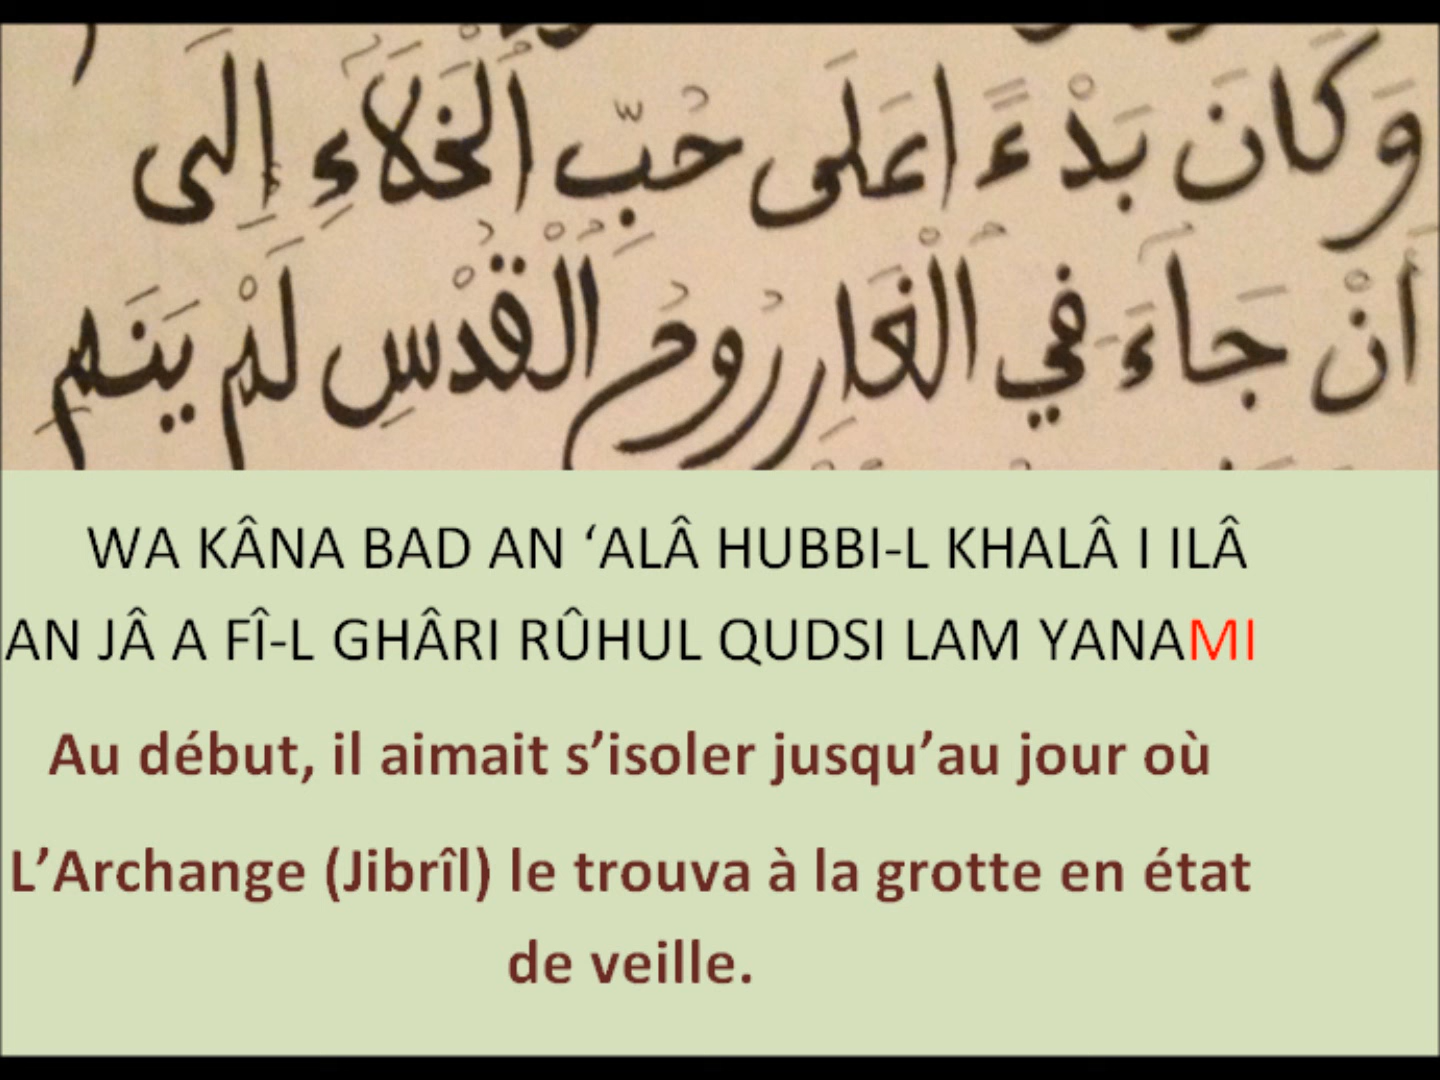 وَكَانَ بَدْءً اعَلَى حُبِّ الْخَلَاءِ إِلَى
أَنْ جَاءَ فِي الْغَارِ رُوحُ الْقُدْسِ لَمْ يَنَمِ
WA KÂNA BAD AN ‘ALÂ HUBBI-L KHALÂ I ILÂ
AN JÂ A FÎ-L GHÂRI RÛHUL QUDSI LAM YANAMI
Au début, il aimait s’isoler jusqu’au jour où
L’Archange (Jibrîl) le trouva à la grotte en état
de veille.